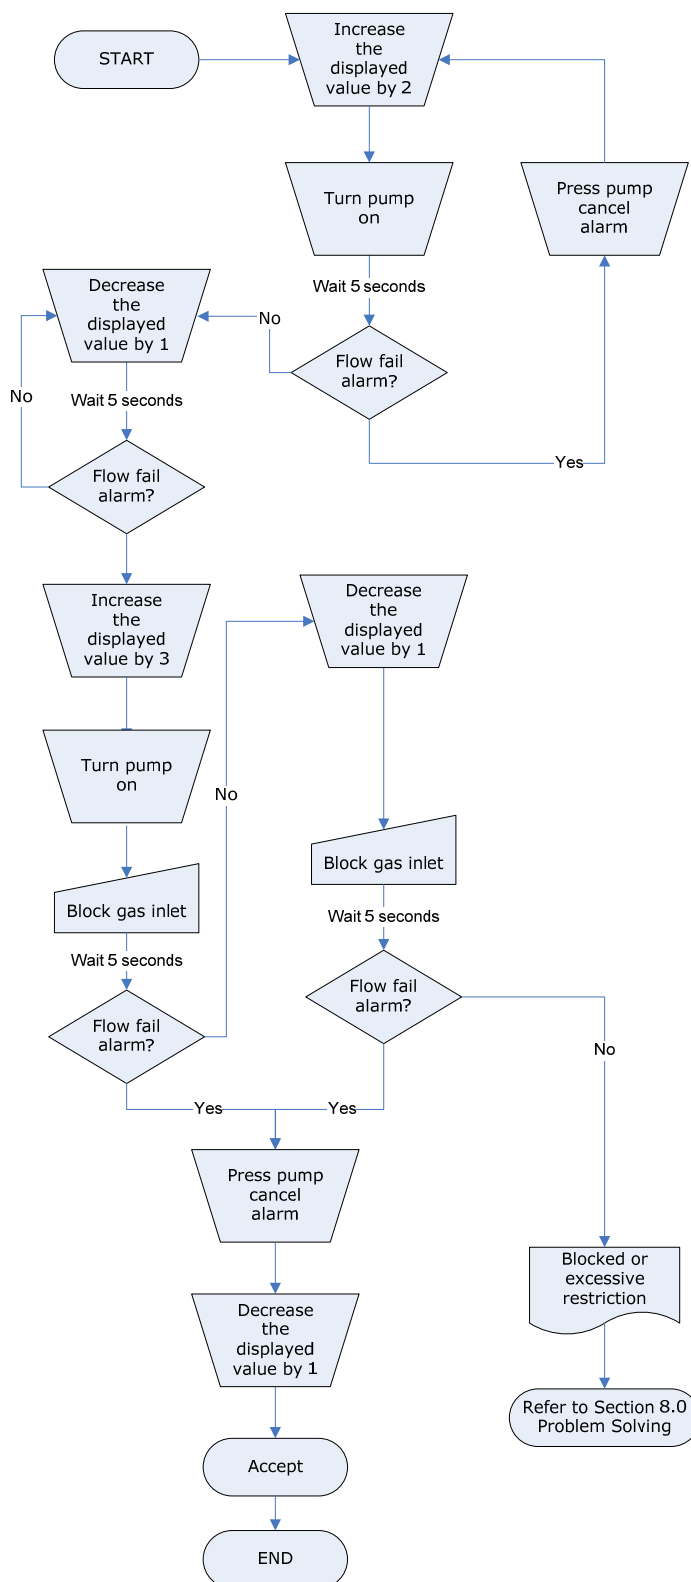 START
Increase
the
displayed
value by 2
Turn pump
on
Press pump
cancel
alarm
Wait 5 seconds
Flow fail
alarm?
No
Yes
Decrease
the
displayed
value by 1
No
Wait 5 seconds
Flow fail
alarm?
Increase
the
displayed
value by 3
Turn pump
on
Block gas inlet
Wait 5 seconds
Flow fail
alarm?
No
Decrease
the
displayed
value by 1
Block gas inlet
Wait 5 seconds
Flow fail
alarm?
No
Yes
Yes
Press pump
cancel
alarm
Decrease
the
displayed
value by 1
Accept
END
Blocked or
excessive
restriction
Refer to Section 8.0
Problem Solving